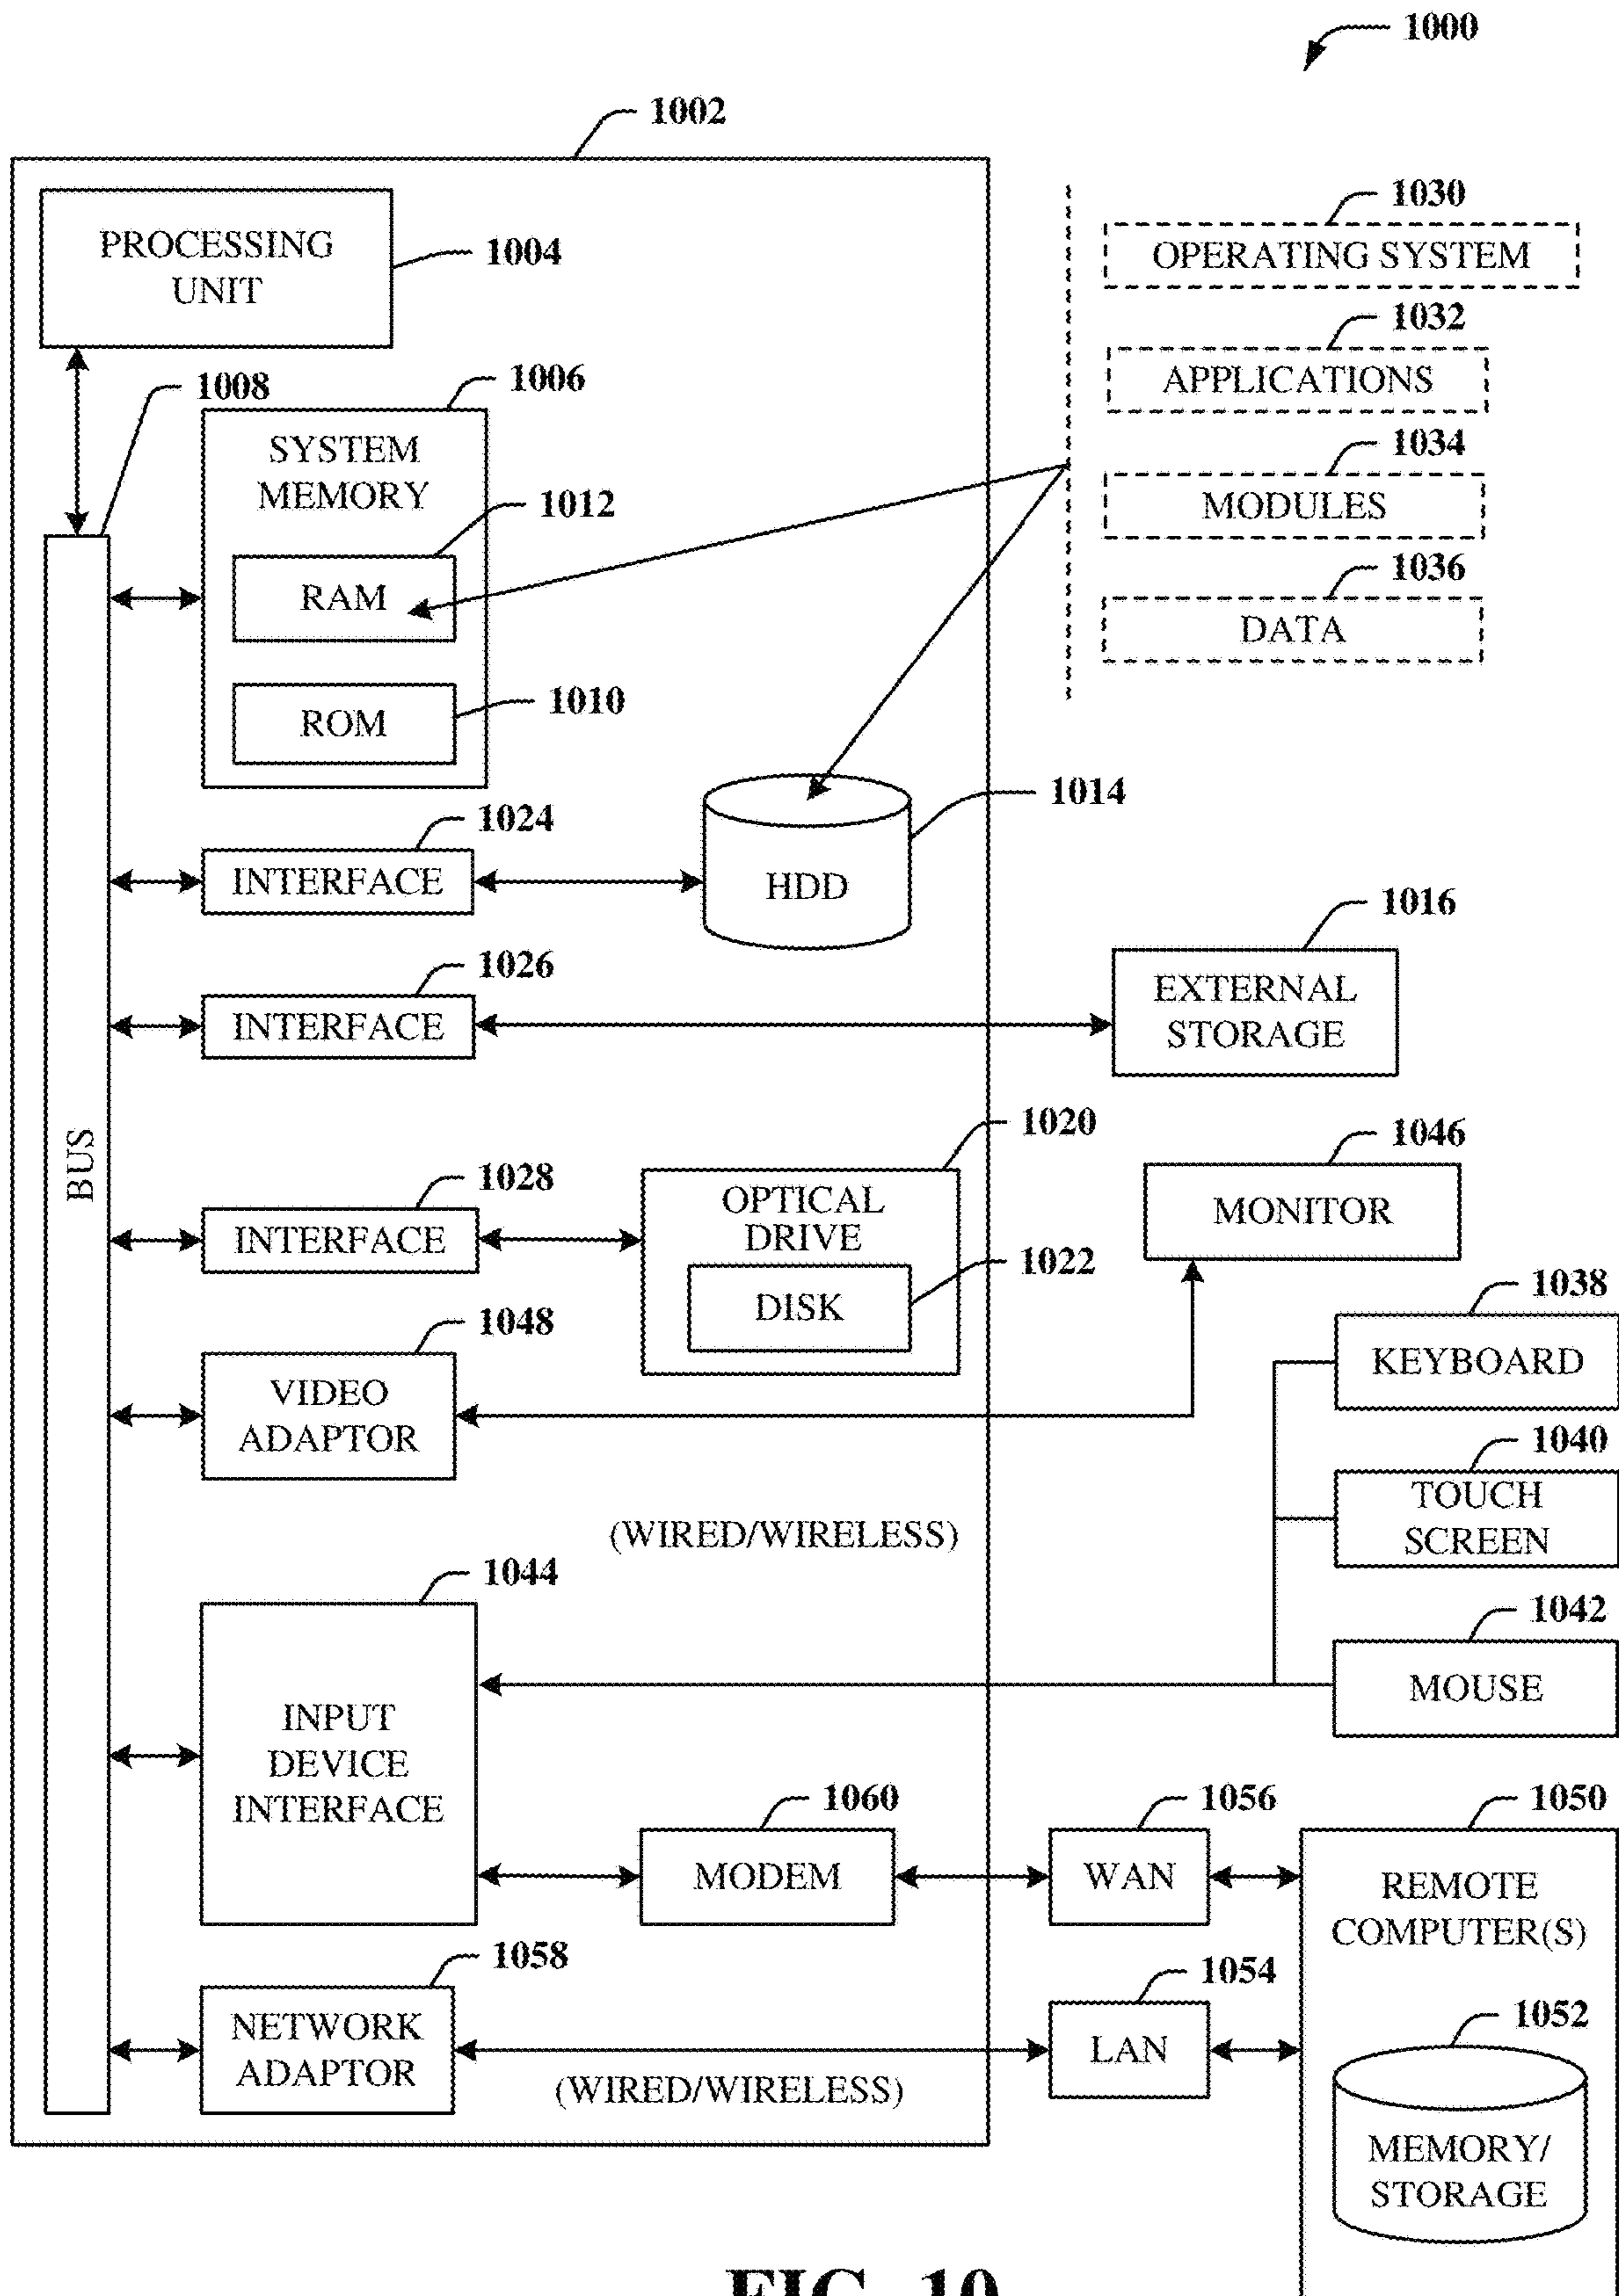 1000
1002
PROCESSING
UNIT
1004
1030
OPERATING SYSTEM
1032
APPLICATIONS
1034
MODULES
1036
DATA
1008
1006
SYSTEM
MEMORY
1012
RAM
1010
ROM
BUS
1024
INTERFACE
1014
HDD
1026
INTERFACE
1016
EXTERNAL
STORAGE
1028
INTERFACE
1020
OPTICAL
DRIVE
1022
DISK
1046
MONITOR
1048
VIDEO
ADAPTOR
1038
KEYBOARD
1040
TOUCH
SCREEN
(WIRED/WIRELESS)
1042
MOUSE
1044
INPUT
DEVICE
INTERFACE
1060
MODEM
1056
WAN
1050
REMOTE
COMPUTER(S)
1058
NETWORK
ADAPTOR
(WIRED/WIRELESS)
1054
LAN
1052
MEMORY/
STORAGE
FIG. 10